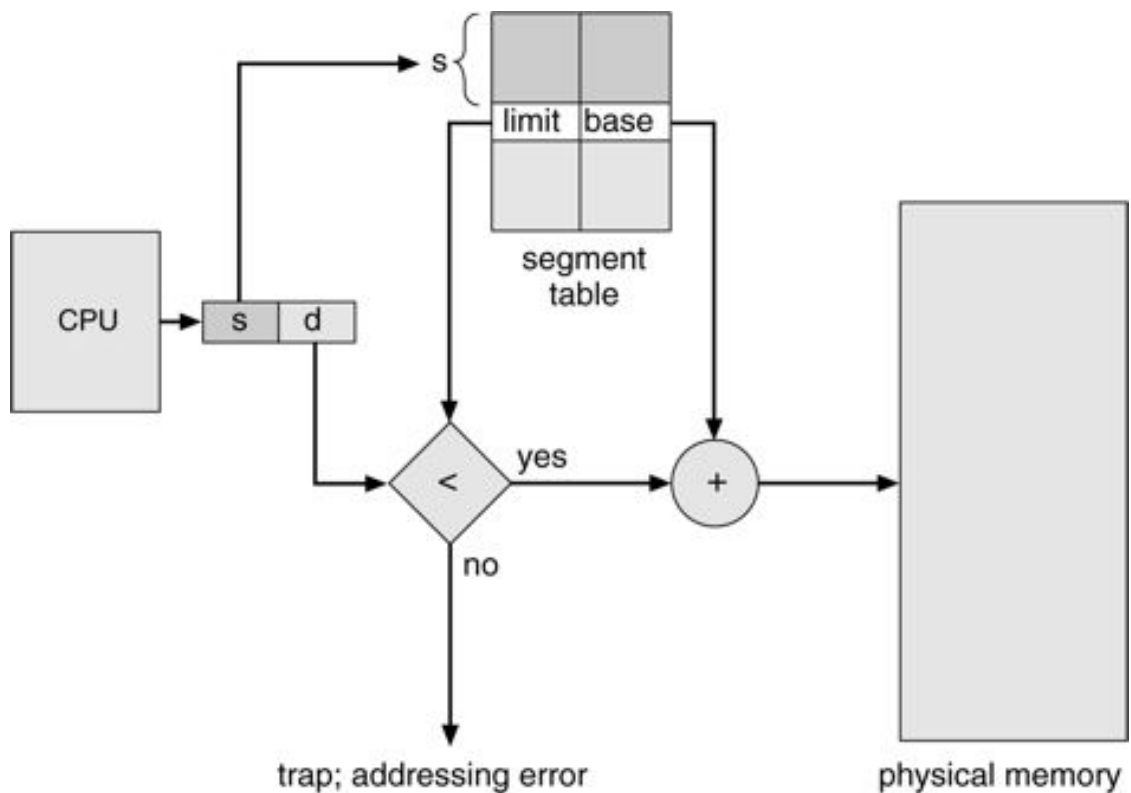 s
limit base
segment
table
CPU
s d
<
yes
+
no
trap; addressing error
physical memory